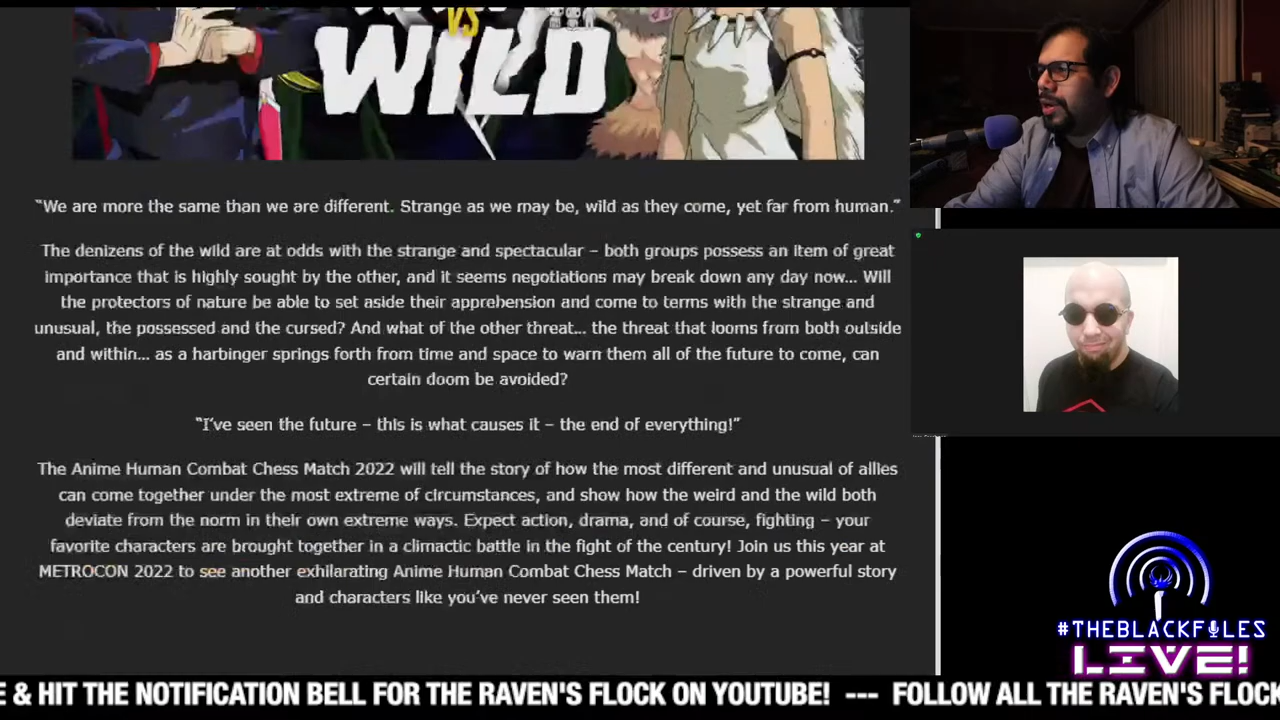 VS
WILD
“We are more the same than we are different. Strange as we may be, wild as they come, yet far from human.”
The denizens of the wild are at odds with the strange and spectacular – both groups possess an item of great
importance that is highly sought by the other, and it seems negotiations may break down any day now... Will
the protectors of nature be able to set aside their apprehension and come to terms with the strange and
unusual, the possessed and the cursed? And what of the other threat... the threat that looms from both outside
and within... as a harbinger springs forth from time and space to warn them all of the future to come, can
certain doom be avoided?
“I’ve seen the future – this is what causes it – the end of everything!”
The Anime Human Combat Chess Match 2022 will tell the story of how the most different and unusual of allies
can come together under the most extreme of circumstances, and show how the weird and the wild both
deviate from the norm in their own extreme ways. Expect action, drama, and of course, fighting – your
favorite characters are brought together in a climactic battle in the fight of the century! Join us this year at
METROCON 2022 to see another exhilarating Anime Human Combat Chess Match – driven by a powerful story
and characters like you’ve never seen them!
#THEBLACKFILES
LIVE!
E & HIT THE NOTIFICATION BELL FOR THE RAVEN'S FLOCK ON YOUTUBE! --- FOLLOW ALL THE RAVEN'S FLOCK